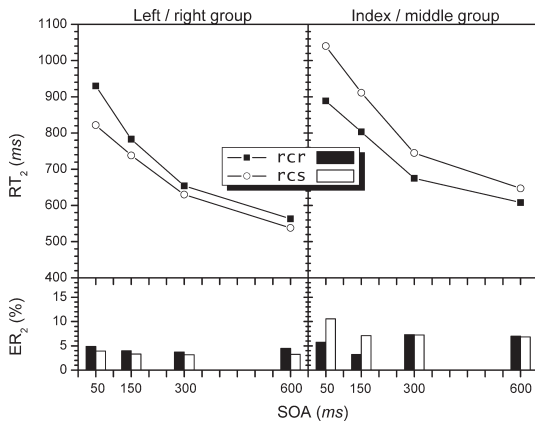 Left / right group
Index / middle group
1100
1000
900
800
700
600
500
400
RT2 (ms)
rcr
rcs
15
10
5
0
ER2 (%)
50 150 300 600
50 150 300 600
SOA (ms)